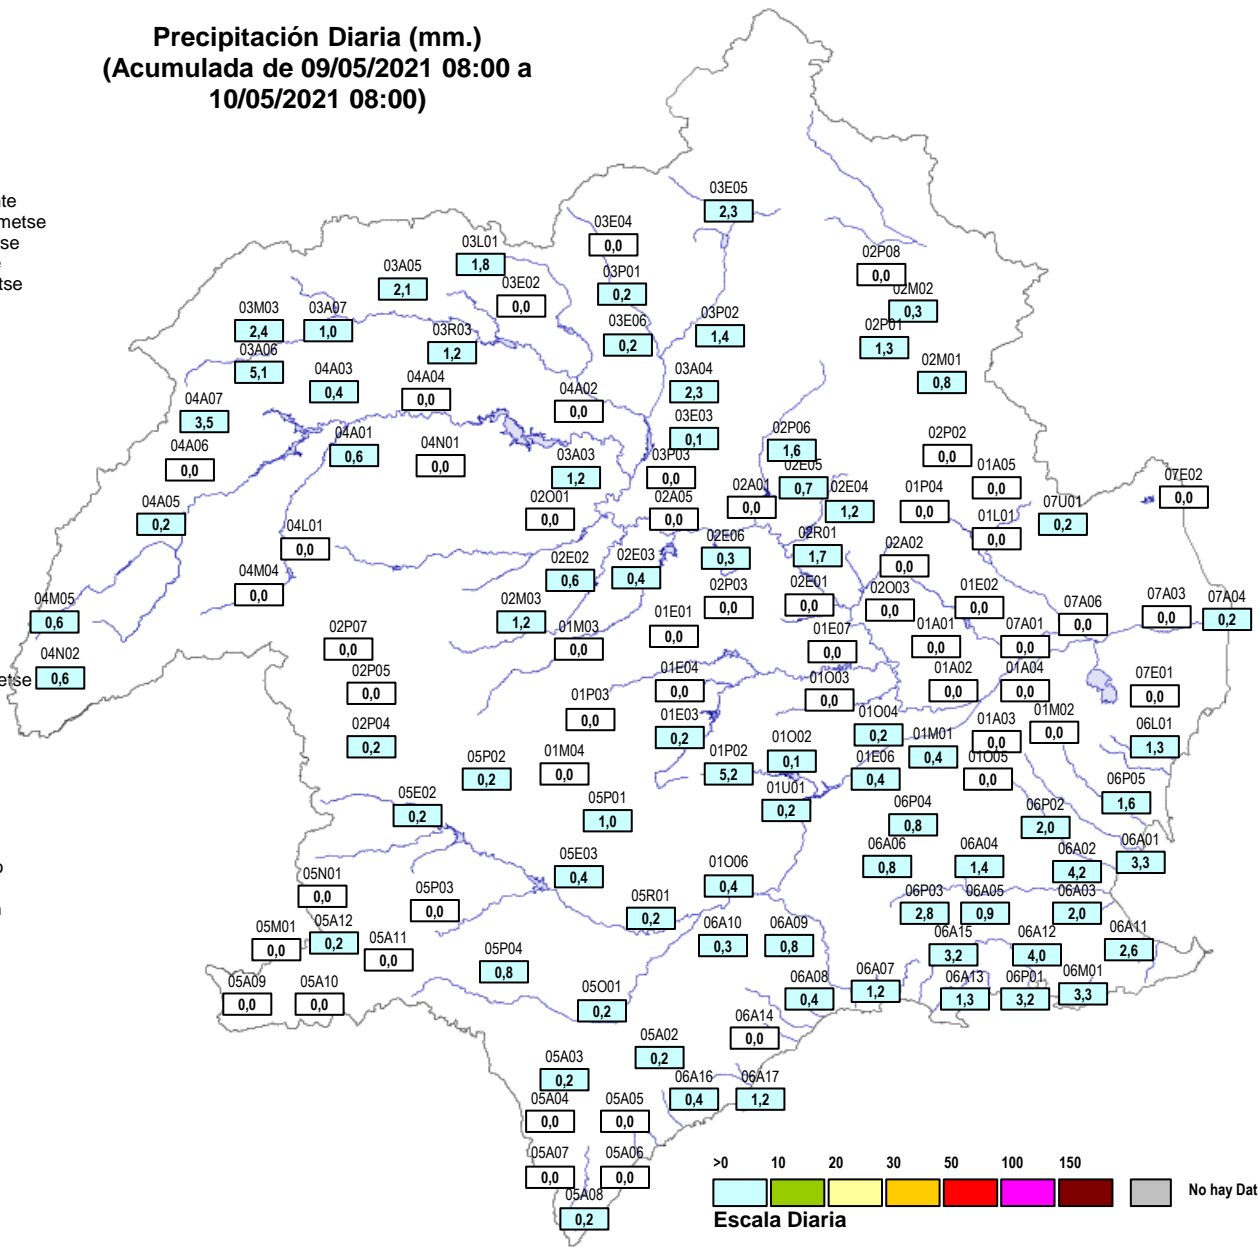 Precipitación Diaria (mm.)
(Acumulada de 09/05/2021 08:00 a
10/05/2021 08:00)
03E05
2,3
03E04
0,0
03L01
1,8
02P08
0,0
03A05
2,1
03P01
0,2
03E02
0,0
02M02
0,3
03M03
2,4
03A07
1,0
03P02
1,4
03R03
1,2
03E06
0,2
02P01
1,3
03A06
5,1
04A03
0,4
04A04
0,0
03A04
2,3
02M01
0,8
04A02
0,0
04A07
3,5
03E03
0,1
04A01
0,6
02P06
1,6
02P02
0,0
04A06
0,0
04N01
0,0
03A03
1,2
03P03
0,0
02E05
0,7
01A05
0,0
07E02
0,0
04A05
0,2
02O01
0,0
02A05
0,0
02A01
0,0
02E04
1,2
01P04
0,0
07U01
0,2
01L01
0,0
04L01
0,0
02E06
0,3
02R01
1,7
02A02
0,0
04M04
0,0
02E02
0,6
02E03
0,4
02P03
0,0
02E01
0,0
02O03
0,0
01E02
0,0
04M05
0,6
02M03
1,2
01E01
0,0
07A06
0,0
07A03
0,0
07A04
0,2
02P07
0,0
01M03
0,0
01E07
0,0
01A01
0,0
07A01
0,0
04N02
0,6
02P05
0,0
01E04
0,0
01O03
0,0
01A02
0,0
01A04
0,0
07E01
0,0
01P03
0,0
01E03
0,2
01O04
0,2
01A03
0,0
01M02
0,0
06L01
1,3
02P04
0,2
01M01
0,4
05P02
0,2
01M04
0,0
01P02
5,2
01O02
0,1
01E06
0,4
01O05
0,0
05E02
0,2
05P01
1,0
01U01
0,2
06P04
0,8
06P02
2,0
06P05
1,6
05E03
0,4
01O06
0,4
06A06
0,8
06A04
1,4
06A02
4,2
06A01
3,3
05N01
0,0
05P03
0,0
05R01
0,2
06P03
2,8
06A05
0,9
06A03
2,0
05M01
0,0
05A12
0,2
05A11
0,0
05P04
0,8
06A10
0,3
06A09
0,8
06A15
3,2
06A12
4,0
06A11
2,6
05A09
0,0
05A10
0,0
05O01
0,2
06A08
0,4
06A07
1,2
06A13
1,3
06P01
3,2
06M01
3,3
06A14
0,0
05A02
0,2
05A03
0,2
06A16
0,4
06A17
1,2
05A04
0,0
05A05
0,0
05A07
0,0
05A06
0,0
05A08
0,2
>0 10 20 30 50 100 150
No hay Dat
Escala Diaria